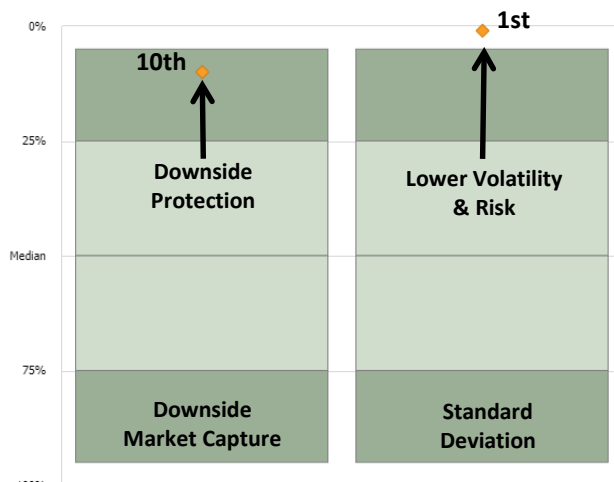 0%
1st
10th
25%
Downside
Protection
Lower Volatility
& Risk
Median
75%
Downside
Market Capture
Standard
Deviation